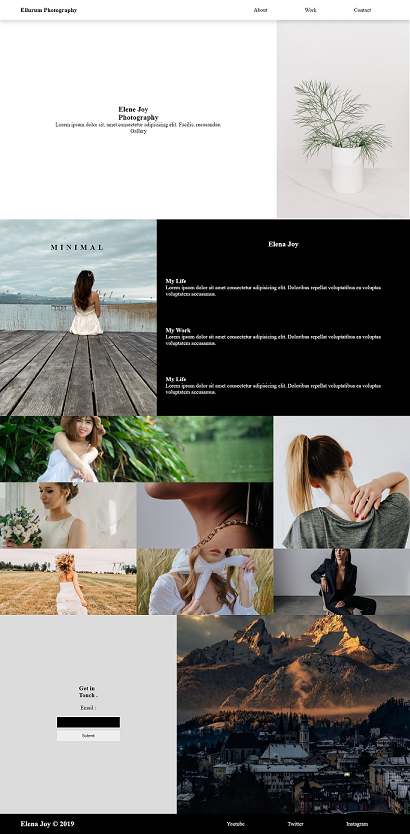 Ellurum Photography
About
Work
Contact
Elene Joy
Photography
Lorem ipsum dolor sit, amet consectetur adipisicing elit. Facilis, recusandae.
Gallery
MINIMAL
Elena Joy
My Life
Lorem ipsum dolor sit amet consectetur adipisicing elit. Doloribus repellat voluptatibus ea voluptas
voluptatem accusamus.
My Work
Lorem ipsum dolor sit amet consectetur adipisicing elit. Doloribus repellat voluptatibus ea voluptas
voluptatem accusamus.
My Life
Lorem ipsum dolor sit amet consectetur adipisicing elit. Doloribus repellat voluptatibus ea voluptas
voluptatem accusamus.
Get in
Touch .
Email :
Submit
Elena Joy © 2019
Youtube
Twitter
Instagram